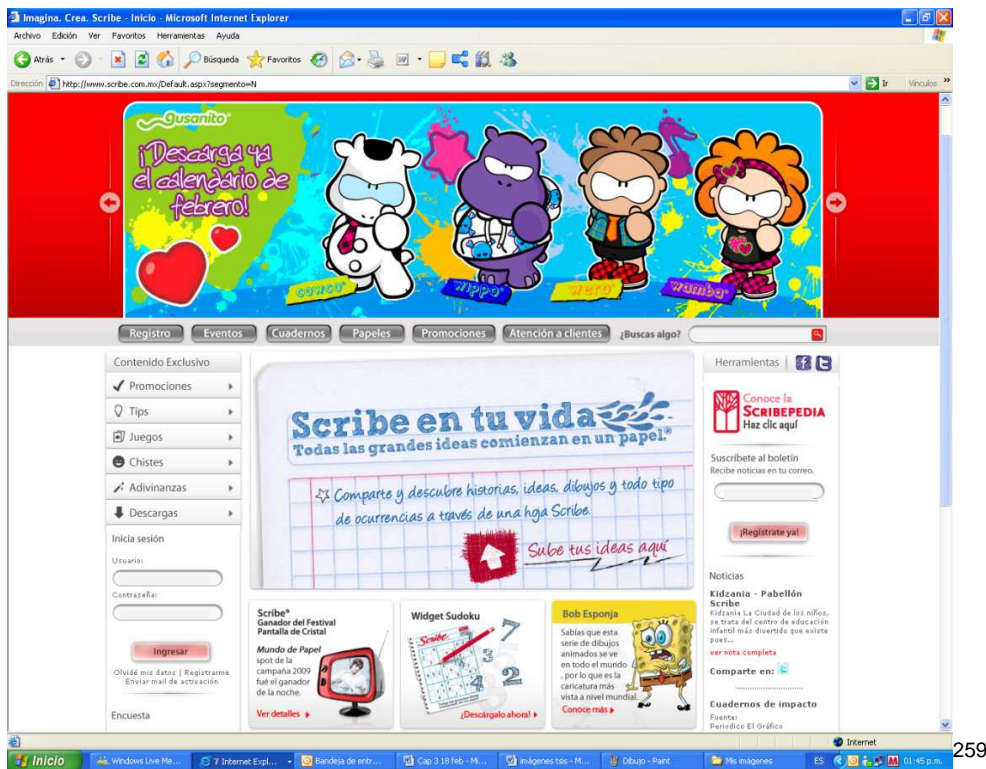 Imagina. Crea. Scribe - Inicio - Microsoft Internet Explorer
Archivo Edición Ver Favoritos Herramientas Ayuda
Atrás Búsqueda Favoritos
Dirección http://www.scribe.com.mx/Default.aspx?segmento=N Ir Vínculos
gusanito
¡Descarga ya
el calendario de
febrero!
cowco
wippo
wero
wamba
Registro Eventos Cuadernos Papeles Promociones Atención a clientes ¿Buscas algo?
Contenido Exclusivo
Promociones
Tips
Juegos
Chistes
Adivinanzas
Descargas
Inicia sesión
Usuario:
Contraseña:
Ingresar
Olvidé mis datos | Registrarme
Enviar mail de activación
Encuesta
Scribe en tu vida
Todas las grandes ideas comienzan en un papel.®
Comparte y descubre historias, ideas, dibujos y todo tipo
de ocurrencias a través de una hoja Scribe.
Sube tus ideas aquí
Scribe®
Ganador del Festival
Pantalla de Cristal
Mundo de Papel
spot de la
campaña 2009
fué el ganador
de la noche.
Ver detalles
Widget Sudoku
Scribe
7
3
4 2
¡Descárgalo ahora!
Bob Esponja
Sabías que esta
serie de dibujos
animados se ve
en todo el mundo
, por lo que es la
caricatura más
vista a nivel mundial.
Conoce más
Herramientas |
Conoce la
SCRIBEPEDIA
Haz clic aquí
Suscríbete al boletín
Recibe noticias en tu correo.
¡Regístrate ya!
Noticias
Kidzania - Pabellón
Scribe
Kidzania La Ciudad de los niños,
se trata del centro de educación
infantil más divertido que existe
pues...
ver nota completa
Comparte en:
Cuadernos de impacto
Fuente:
Periodico El Gráfico
Internet
Inicio Windows Live Me... 7 Internet Expl... Bandeja de entr... Cap 3 18 feb - M... imágenes tsis - M... Dibujo - Paint Mis imágenes ES 01:45 p.m.
259